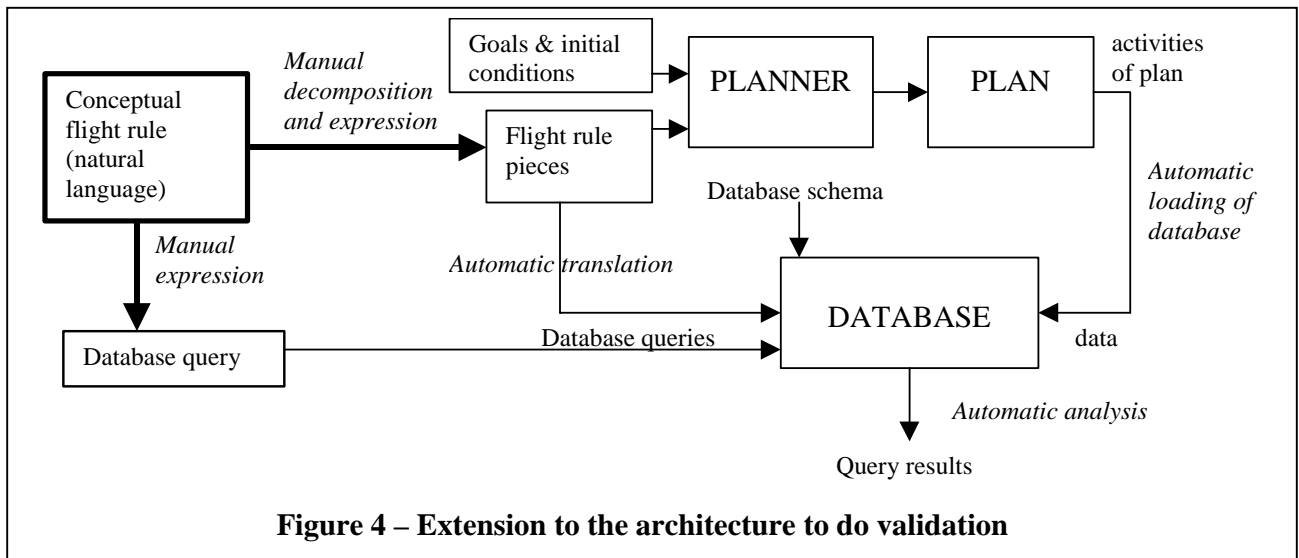 Conceptual
flight rule
(natural
language)
Manual
decomposition
and expression
Goals & initial
conditions
Flight rule
pieces
PLANNER
PLAN
activities
of plan
Automatic
loading of
database
Manual
expression
Automatic translation
Database schema
Database query
Database queries
DATABASE
data
Automatic analysis
Query results
Figure 4 – Extension to the architecture to do validation